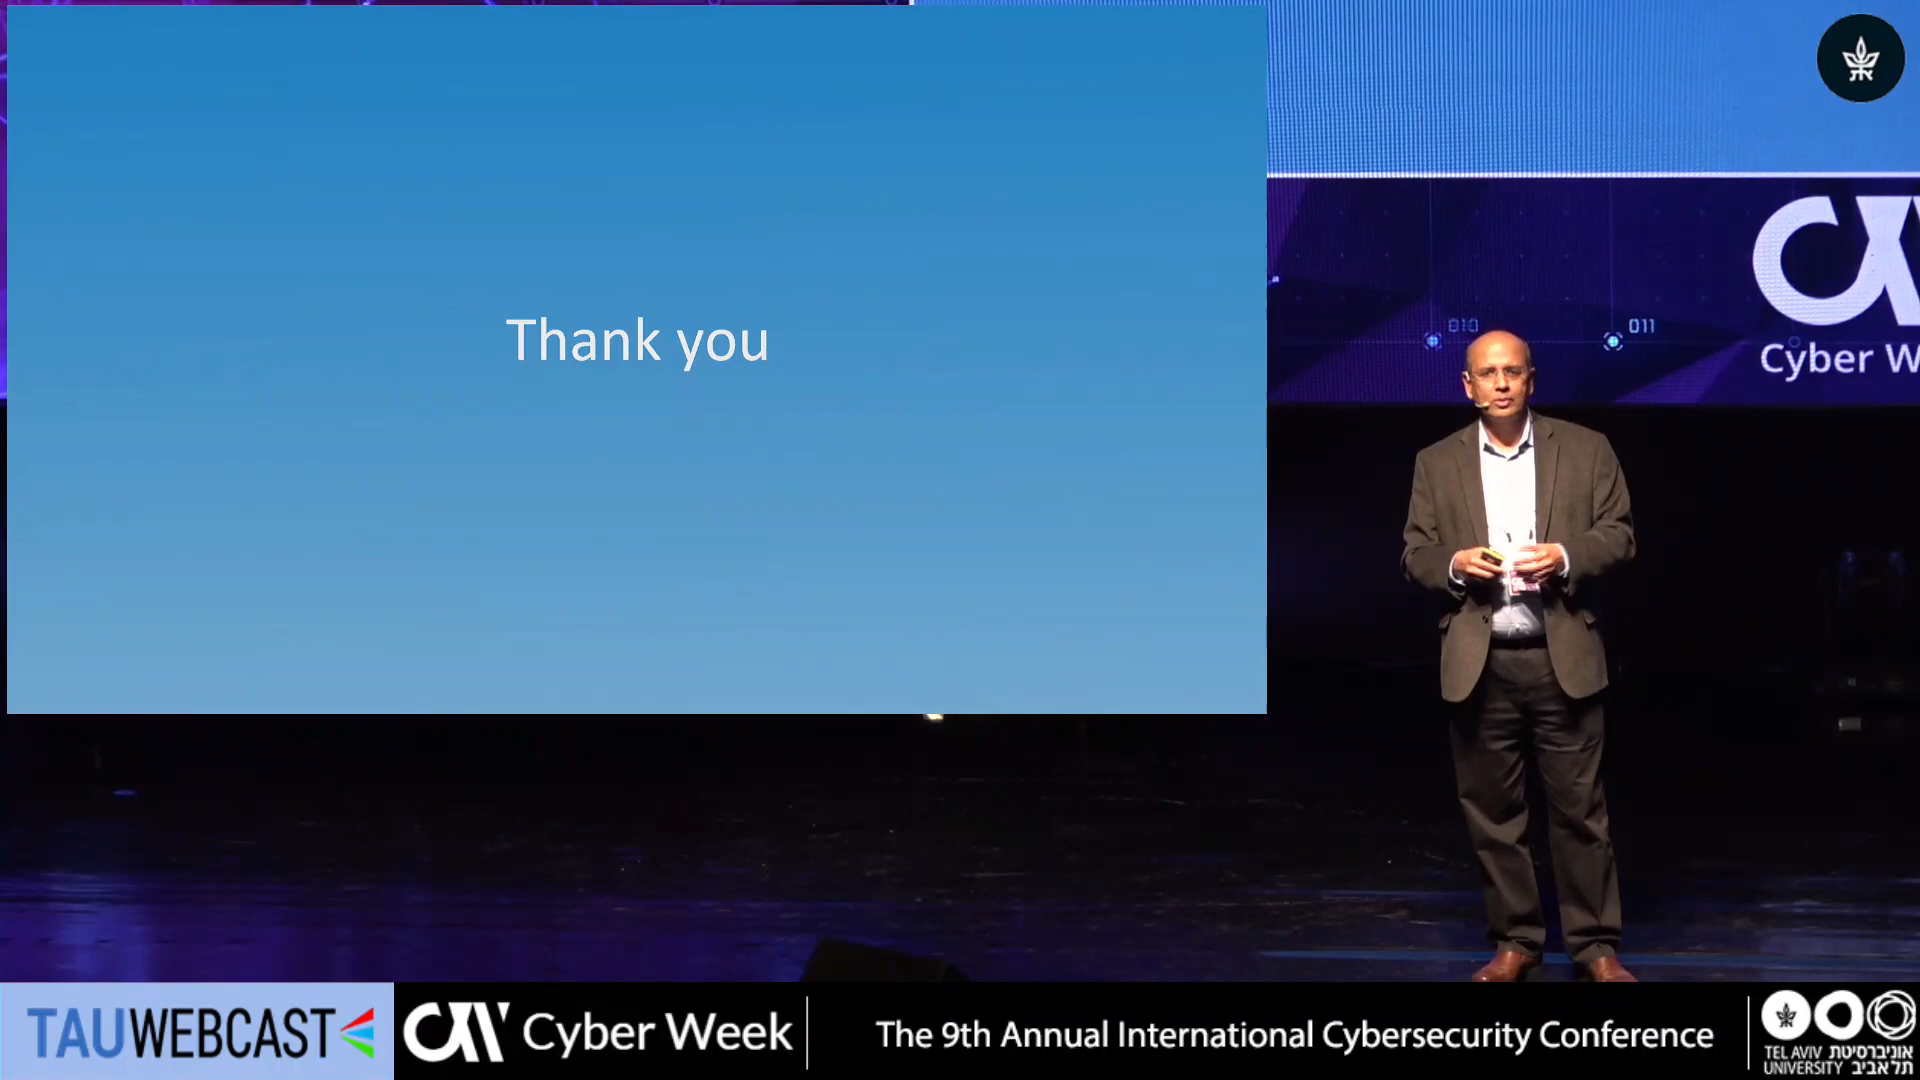 Thank you
010
011
Cyber W
TAUWEBCAST
Cyber Week
The 9th Annual International Cybersecurity Conference
TEL AVIV אוניברסיטת
UNIVERSITY תל אביב